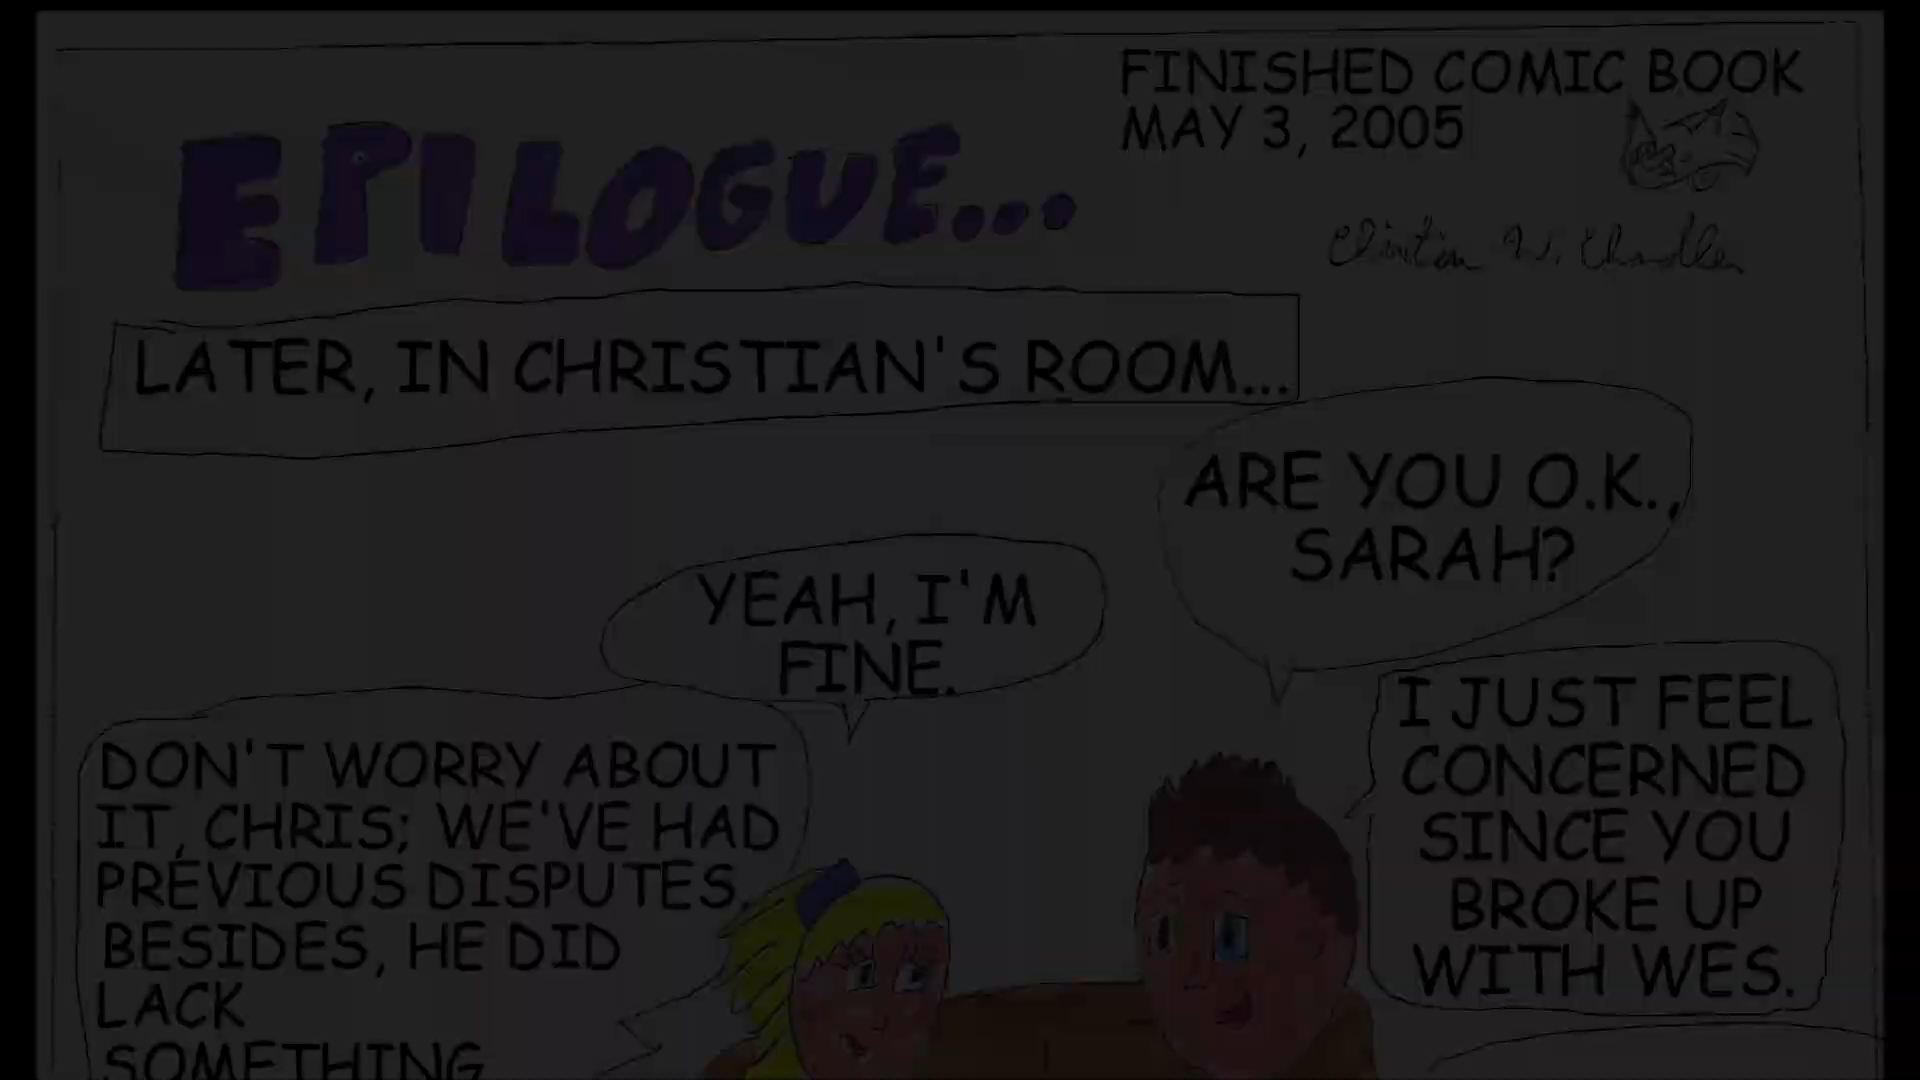 FINISHED COMIC BOOK
MAY 3, 2005
EPILOGUE...
Christian W. Chandler
LATER, IN CHRISTIAN'S ROOM...
ARE YOU O.K.,
SARAH?
YEAH, I'M
FINE.
I JUST FEEL
CONCERNED
SINCE YOU
BROKE UP
WITH WES.
DON'T WORRY ABOUT
IT, CHRIS; WE'VE HAD
PREVIOUS DISPUTES.
BESIDES, HE DID
LACK
SOMETHING